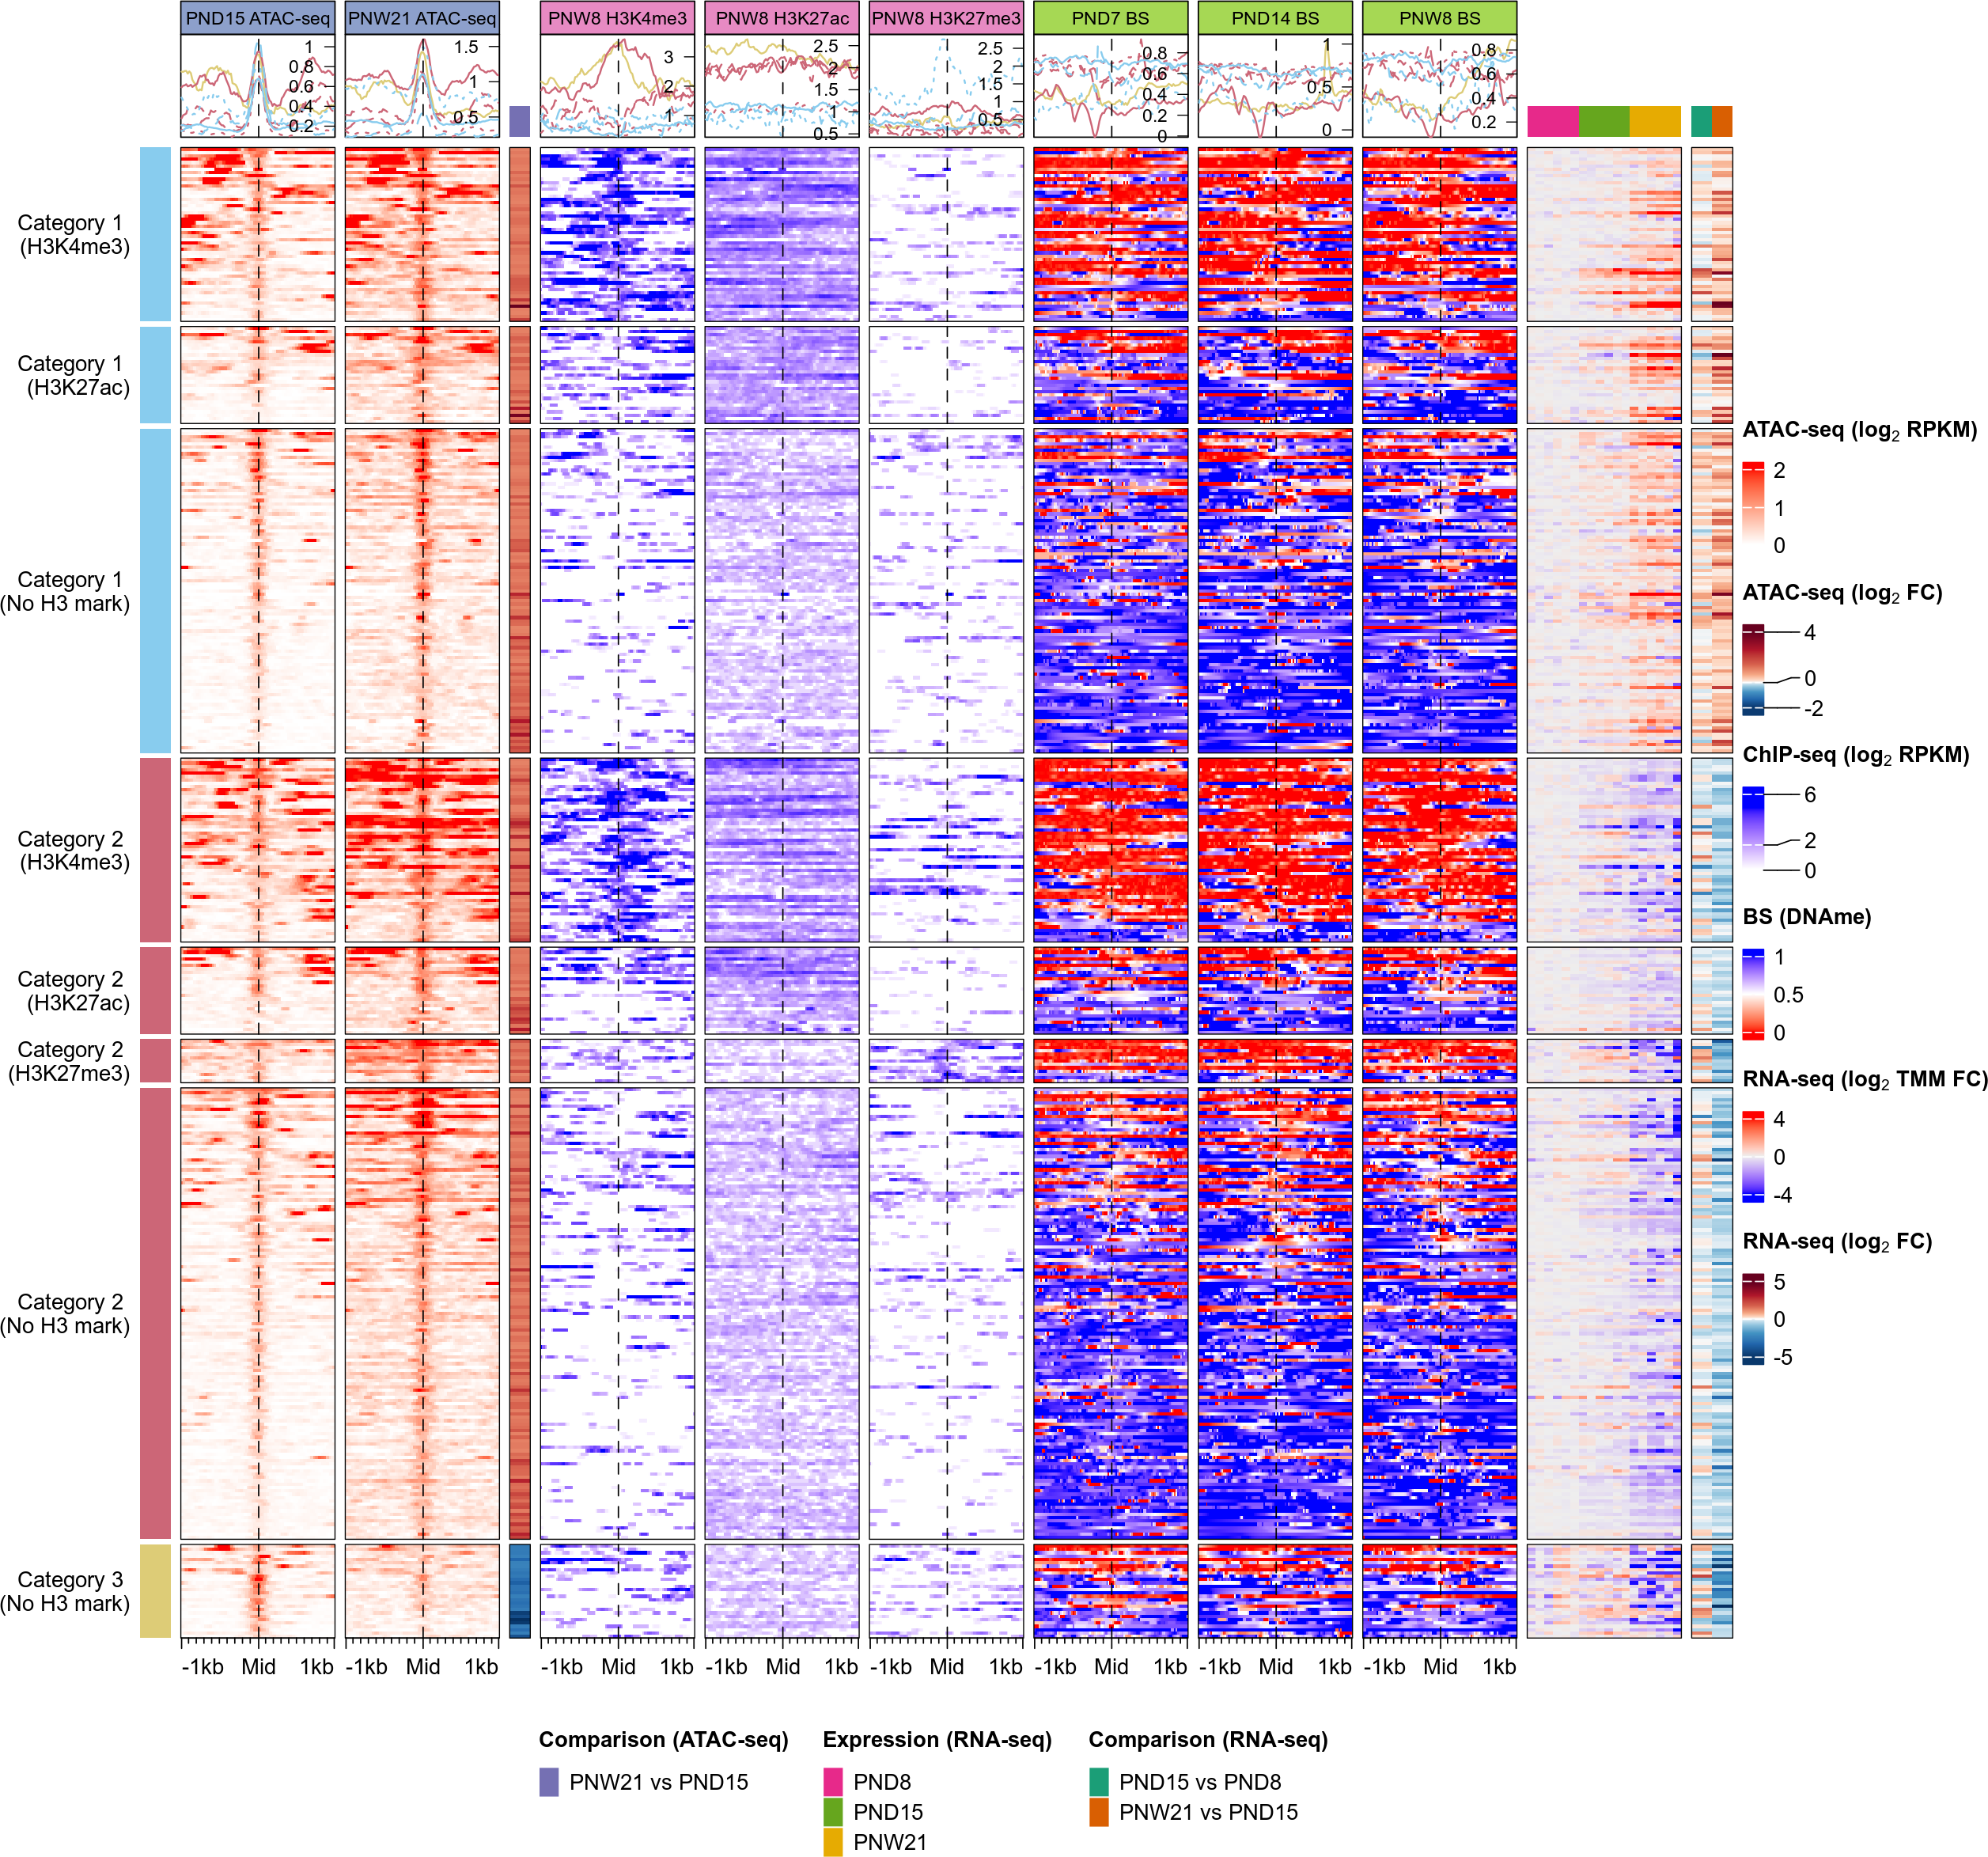 PND15 ATAC-seq
PNW21 ATAC-seq
PNW8 H3K4me3
PNW8 H3K27ac
PNW8 H3K27me3
PND7 BS
PND14 BS
PNW8 BS
1
0.8
0.6
0.4
0.2
1.5
1
0.5
3
2
1
2.5
2
1.5
1
0.5
2.5
2
1.5
1
0.5
0.8
0.6
0.4
0.2
0
1
0.5
0
0.8
0.6
0.4
0.2
Category 1
(H3K4me3)
Category 1
(H3K27ac)
Category 1
(No H3 mark)
Category 2
(H3K4me3)
Category 2
(H3K27ac)
Category 2
(H3K27me3)
Category 2
(No H3 mark)
Category 3
(No H3 mark)
-1kb Mid 1kb
-1kb Mid 1kb
-1kb Mid 1kb
-1kb Mid 1kb
-1kb Mid 1kb
-1kb Mid 1kb
-1kb Mid 1kb
-1kb Mid 1kb
ATAC-seq (log₂ RPKM)
2
1
0
ATAC-seq (log₂ FC)
4
0
-2
ChIP-seq (log₂ RPKM)
6
2
0
BS (DNAme)
1
0.5
0
RNA-seq (log₂ TMM FC)
4
0
-4
RNA-seq (log₂ FC)
5
0
-5
Comparison (ATAC-seq)
PNW21 vs PND15
Expression (RNA-seq)
PND8
PND15
PNW21
Comparison (RNA-seq)
PND15 vs PND8
PNW21 vs PND15